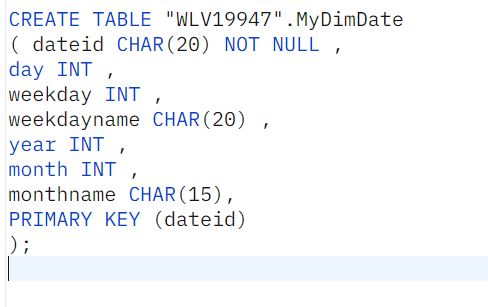 CREATE TABLE "WLV19947".MyDimDate
( dateid CHAR(20) NOT NULL ,
day INT ,
weekday INT ,
weekdayname CHAR(20) ,
year INT ,
month INT ,
monthname CHAR(15),
PRIMARY KEY (dateid)
);